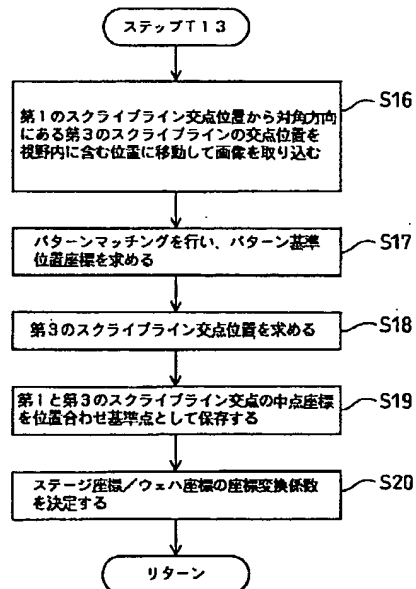 ステップT13
第1のスクライブライン交点位置から対角方向
にある第3のスクライブラインの交点位置を
視野内に含む位置に移動して画像を取り込む
S16
パターンマッチングを行い、パターン基準
位置座標を求める
S17
第3のスクライブライン交点位置を求める
S18
第1と第3のスクライブライン交点の中点座標
を位置合わせ基準点として保存する
S19
ステージ座標/ウェハ座標の座標変換係数
を決定する
S20
リターン